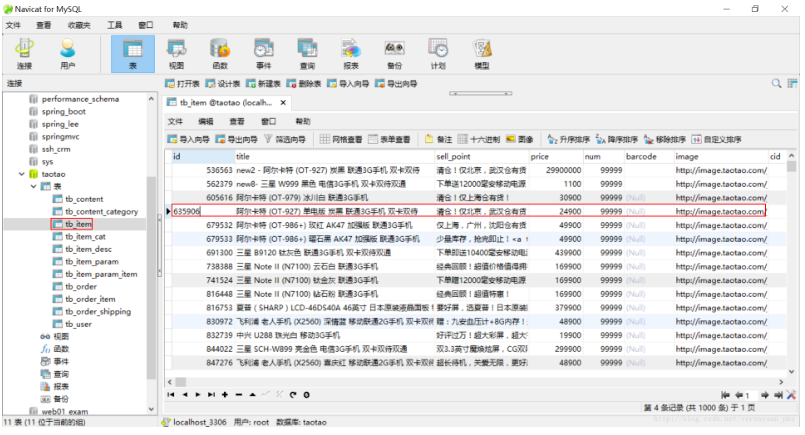 Navicat for MySQL
文件 查看 收藏夹 工具 窗口 帮助
连接 用户 表 视图 函数 事件 查询 报表 备份 计划 模型
连接
打开表 设计表 新建表 删除表 导入向导 导出向导
performance_schema
spring_boot
spring_lee
springmvc
ssh_crm
sys
taotao
表
tb_content
tb_content_category
tb_item
tb_item_cat
tb_item_desc
tb_item_param
tb_item_param_item
tb_order
tb_order_item
tb_order_shipping
tb_user
视图
函数
事件
查询
报表
备份
web01_exam
tb_item @taotao (localh...
文件 编辑 查看 窗口 帮助
导入向导 导出向导 筛选向导 网格查看 表单查看 备注 十六进制 图像 升序排序 降序排序 移除排序 自定义排序
id title sell_point price num barcode image cid
536563 new2 - 阿尔卡特 (OT-927) 炭黑 联通3G手机 双卡双待 清仓！仅北京，武汉仓有货 29900000 99999 (Null) http://image.taotao.com/
562379 new8- 三星 W999 黑色 电信3G手机 双卡双待双通 下单送12000毫安移动电源 1100 99999 (Null) http://image.taotao.com/
605616 阿尔卡特 (OT-979) 冰川白 联通3G手机 清仓！仅上海仓有货！ 30900 99999 (Null) http://image.taotao.com/
635906 阿尔卡特 (OT-927) 单电版 炭黑 联通3G手机 双卡双待 清仓！仅北京，武汉仓有货 24900 99999 (Null) http://image.taotao.com/
679532 阿尔卡特 (OT-986+) 玫红 AK47 加强版 联通3G手机 仅上海，广州，沈阳仓有货 49900 99999 (Null) http://image.taotao.com/
679533 阿尔卡特 (OT-986+) 曜石黑 AK47 加强版 联通3G手机 少量库存，抢完即止！<a 49900 99999 (Null) http://image.taotao.com/
691300 三星 B9120 钛灰色 联通3G手机 双卡双待双通 下单即送10400毫安移动电 439900 99999 (Null) http://image.taotao.com/
738388 三星 Note II (N7100) 云石白 联通3G手机 经典回顾！超值价格值得拥 169900 99999 (Null) http://image.taotao.com/
741524 三星 Note II (N7100) 钛金灰 联通3G手机 下单赠12000毫安移动电源 169900 99999 (Null) http://image.taotao.com/
816448 三星 Note II (N7100) 钻石粉 联通3G手机 经典回顾！超值特惠！ 169900 99999 (Null) http://image.taotao.com/
816753 夏普（SHARP）LCD-46DS40A 46英寸 日本原装液晶面板 要好屏，选夏普！日本原装 379900 99999 (Null) http://image.taotao.com/
830972 飞利浦 老人手机 (X2560) 深情蓝 移动联通2G手机 双卡双待 赠：九安血压计+8G内存！ 48900 99999 (Null) http://image.taotao.com/
832739 中兴 U288 珠光白 移动3G手机 好评过万！超大彩屏，超大 19900 99999 (Null) http://image.taotao.com/
844022 三星 SCH-W899 亮金色 电信3G手机 双卡双待双通 双3.3英寸魔焕炫屏，CG双 299900 99999 (Null) http://image.taotao.com/
847276 飞利浦 老人手机 (X2560) 喜庆红 移动联通2G手机 双卡双待 超长待机，关爱无限，更好 48900 99999 (Null) http://image.taotao.com/
1
第 4 条记录 (共 1000 条) 于 1 页
11 表 (11 位于当前的组) localhost_3306 用户: root 数据库: taotao